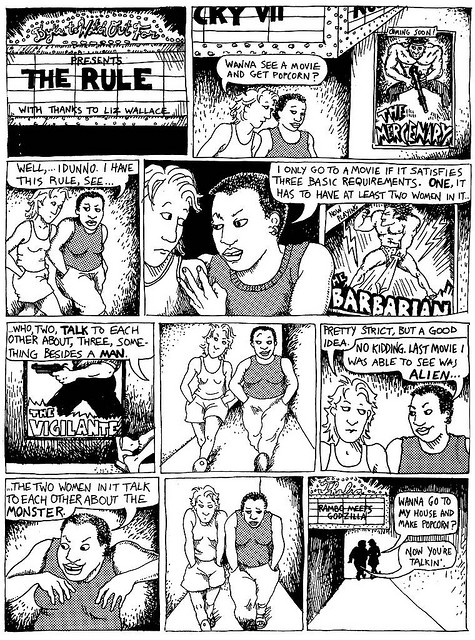 Dykes to Watch Out For
PRESENTS
THE RULE
WITH THANKS TO LIZ WALLACE
CRY VII
WANNA SEE A MOVIE
AND GET POPCORN?
COMING SOON!
THE
MERCENARY
WELL,... I DUNNO. I HAVE
THIS RULE, SEE...
I ONLY GO TO A MOVIE IF IT SATISFIES
THREE BASIC REQUIREMENTS. ONE, IT
HAS TO HAVE AT LEAST TWO WOMEN IN IT...
BARBARIAN
...WHO, TWO, TALK TO EACH
OTHER ABOUT, THREE, SOME-
THING BESIDES A MAN.
THE
VIGILANTE
PRETTY STRICT, BUT A GOOD
IDEA.
NO KIDDING. LAST MOVIE I
WAS ABLE TO SEE WAS
ALIEN...
...THE TWO WOMEN IN IT TALK
TO EACH OTHER ABOUT THE
MONSTER.
RAMBO MEETS
GODZILLA
WANNA GO TO
MY HOUSE AND
MAKE POPCORN?
NOW YOU'RE
TALKIN'.